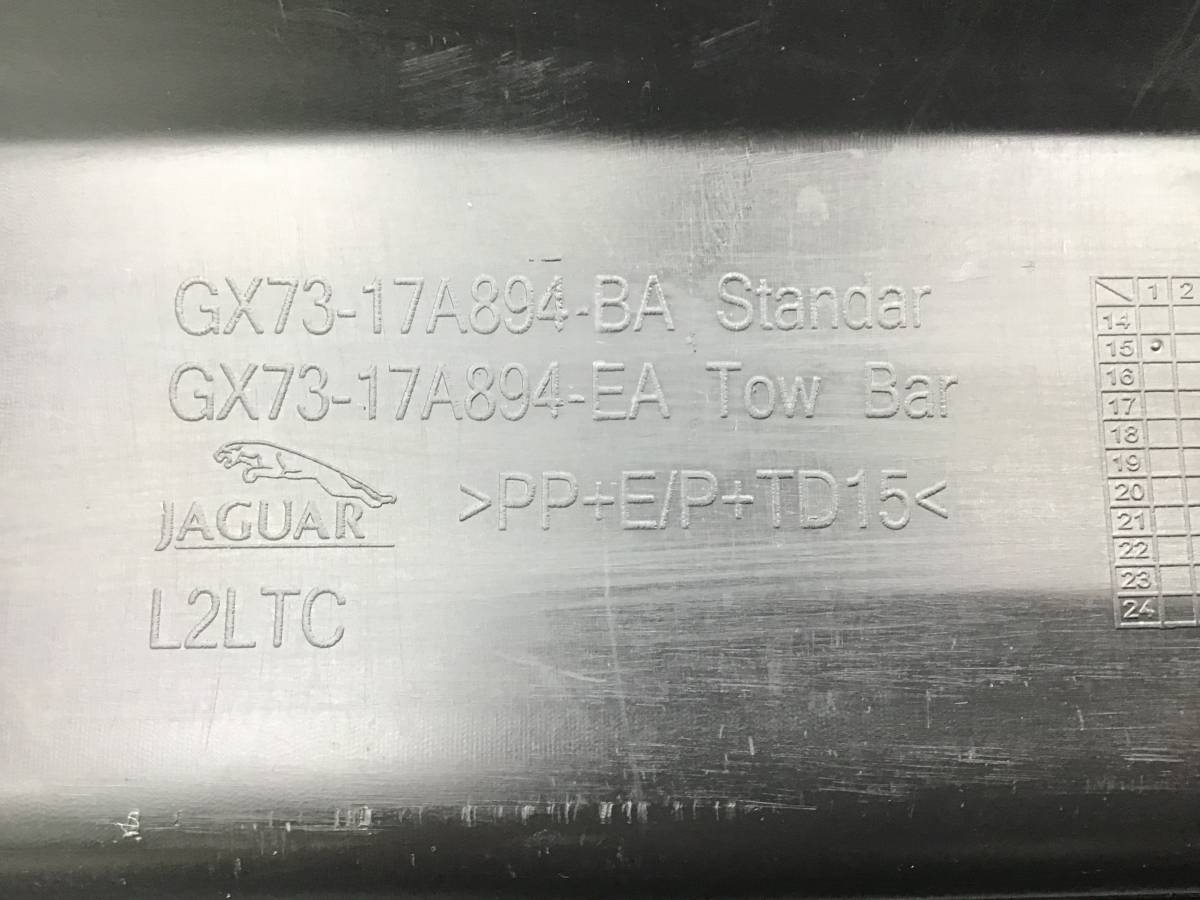 GX73-17A894-BA Standar
GX73-17A894-EA Tow Bar
JAGUAR
>PP+E/P+TD15<
L2LTC
1 2
14
15
16
17
18
19
20
21
22
23
24